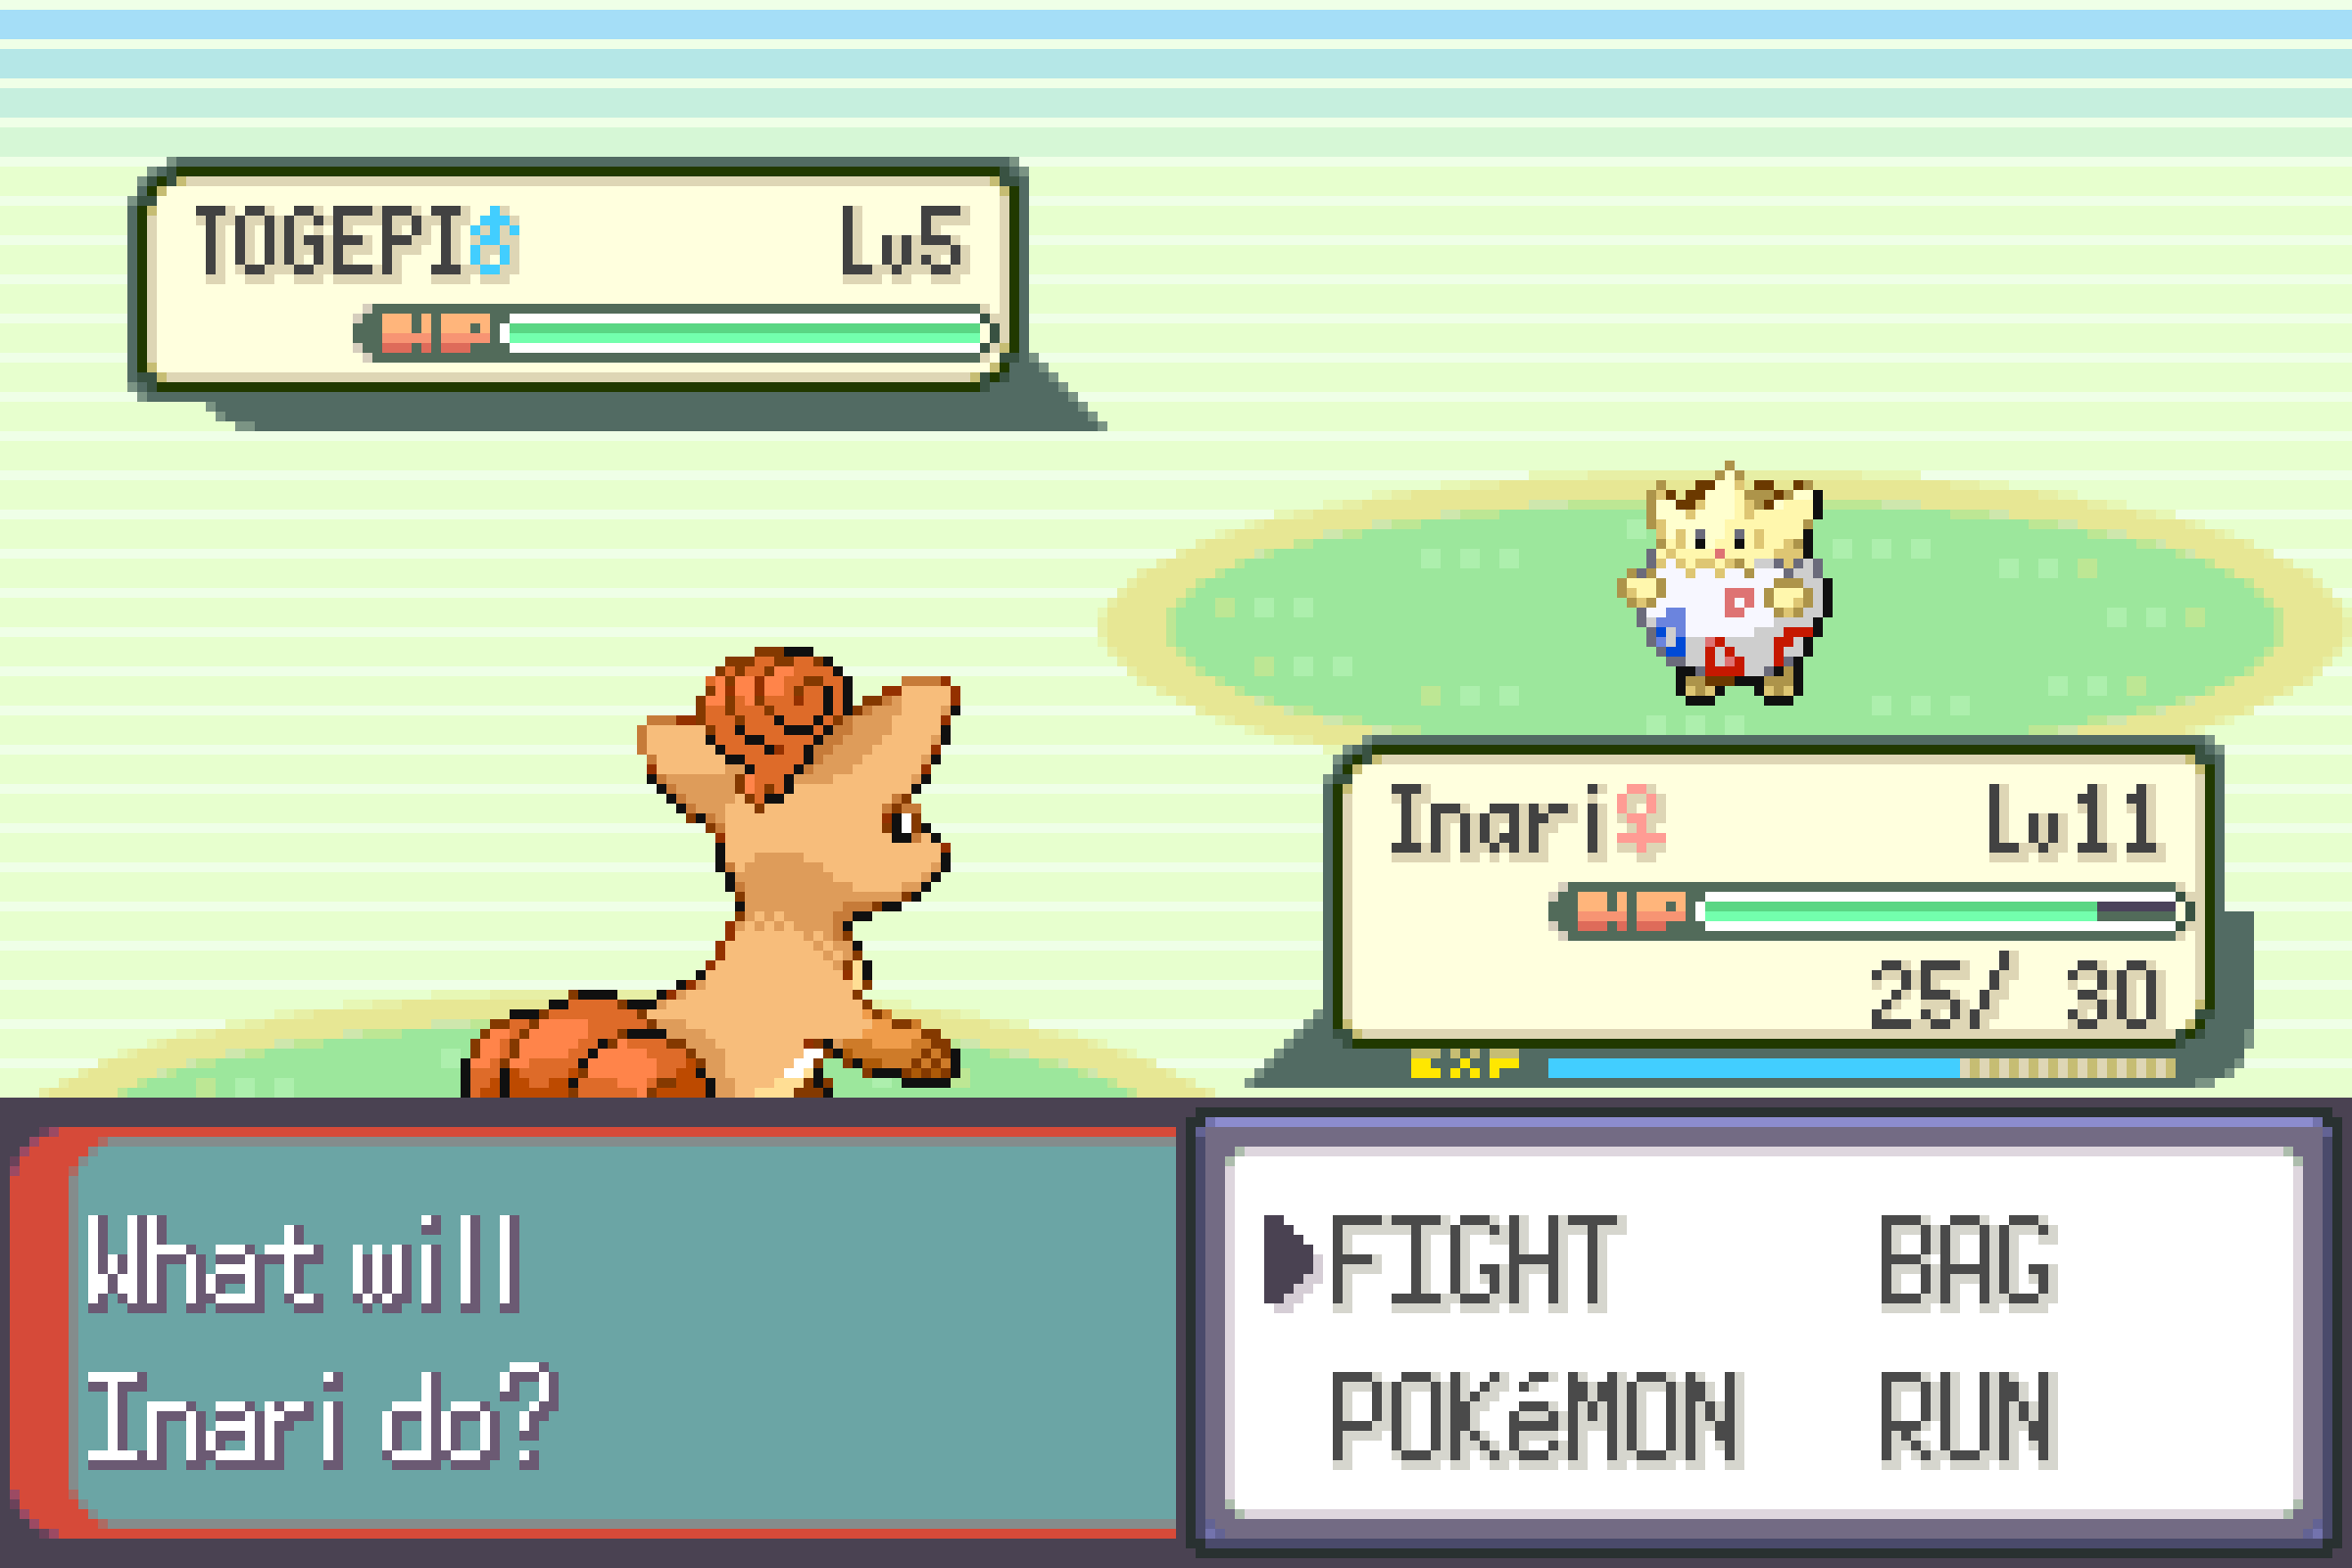 TOGEPI♂ Lv5
HP
Inari♀ Lv11
HP
25/ 30
EXP
What will
Inari do?
FIGHT BAG
POKéMON RUN